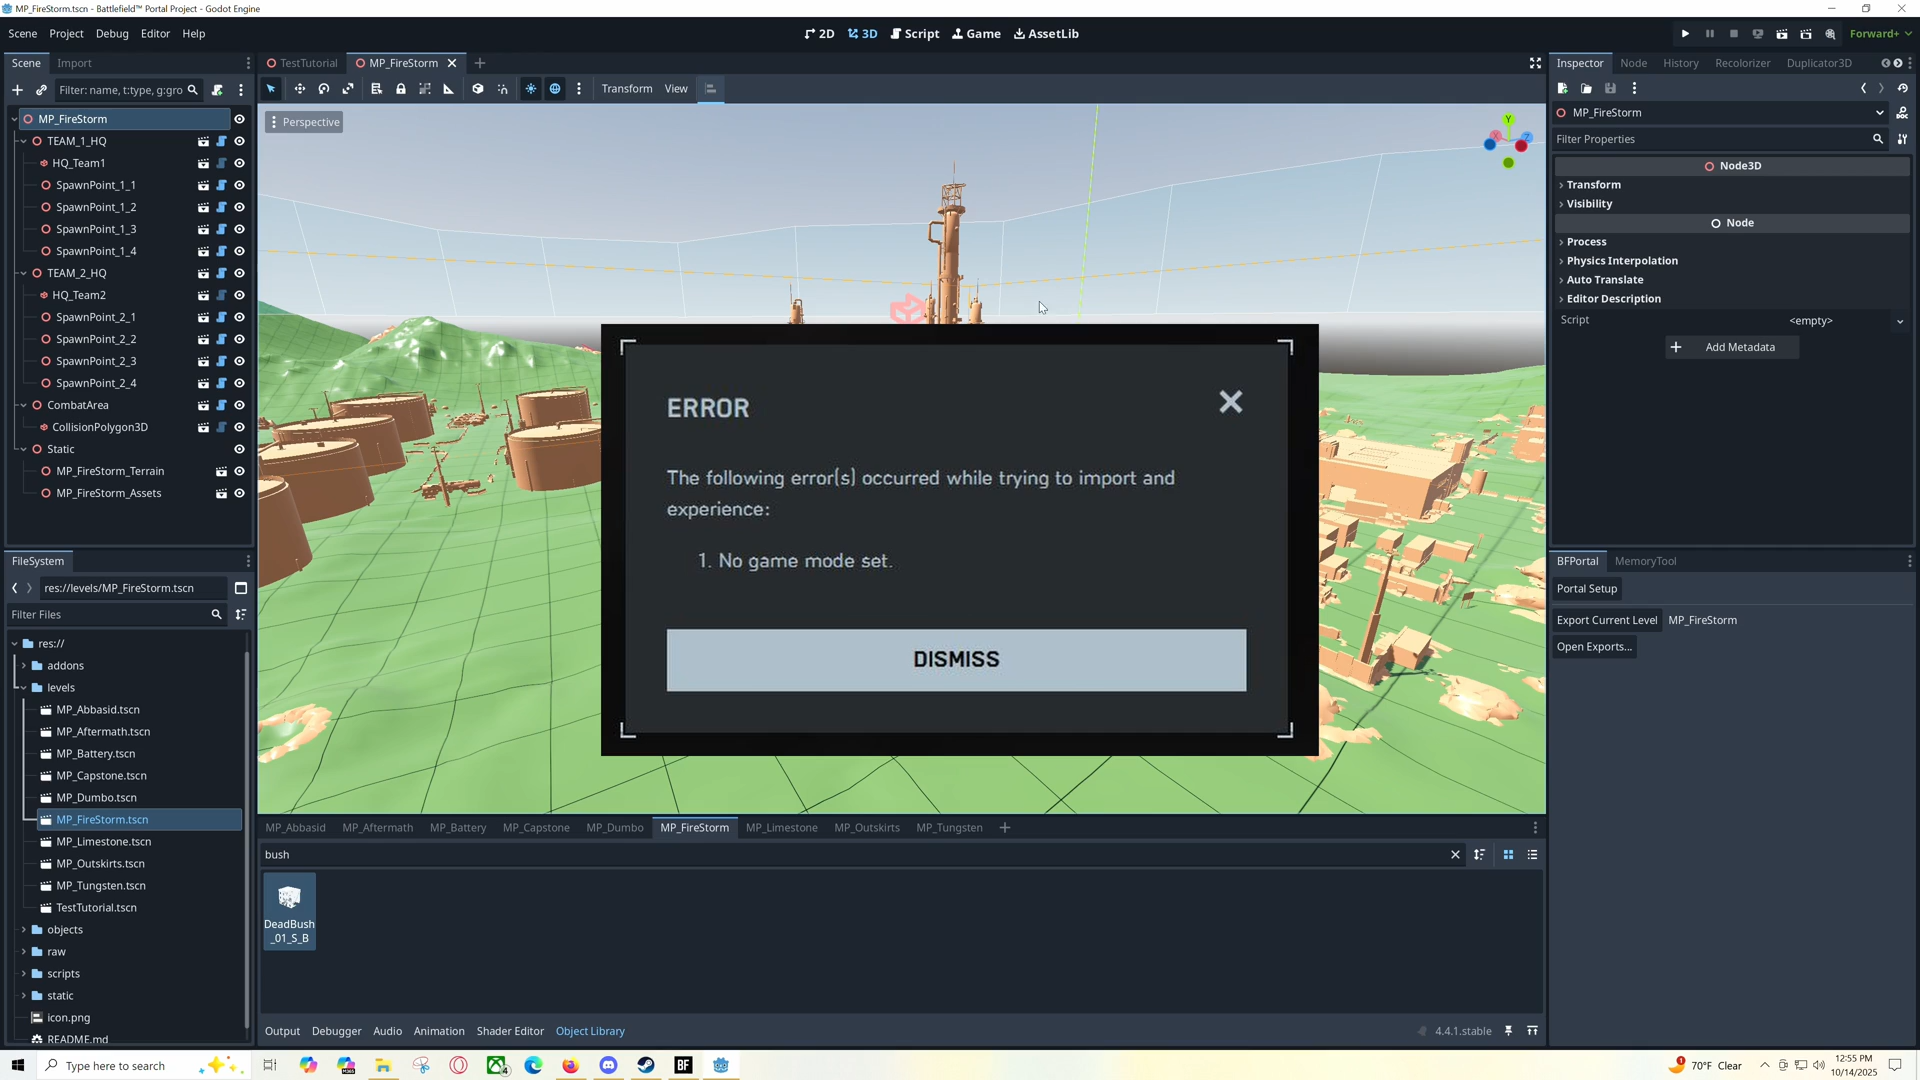 MP_FireStorm.tscn - Battlefield™ Portal Project - Godot Engine
Scene Project Debug Editor Help
2D 3D Script Game AssetLib
Forward+
Scene Import
TestTutorial MP_FireStorm
Inspector Node History Recolorizer Duplicator3D
Filter: name, t:type, g:gro
Transform View
MP_FireStorm
TEAM_1_HQ
HQ_Team1
SpawnPoint_1_1
SpawnPoint_1_2
SpawnPoint_1_3
SpawnPoint_1_4
TEAM_2_HQ
HQ_Team2
SpawnPoint_2_1
SpawnPoint_2_2
SpawnPoint_2_3
SpawnPoint_2_4
CombatArea
CollisionPolygon3D
Static
MP_FireStorm_Terrain
MP_FireStorm_Assets
Perspective
Y
X
Z
ERROR
The following error(s) occurred while trying to import and
experience:
1. No game mode set.
DISMISS
MP_FireStorm
Filter Properties
Node3D
Transform
Visibility
Node
Process
Physics Interpolation
Auto Translate
Editor Description
Script <empty>
Add Metadata
FileSystem
res://levels/MP_FireStorm.tscn
Filter Files
res://
addons
levels
MP_Abbasid.tscn
MP_Aftermath.tscn
MP_Battery.tscn
MP_Capstone.tscn
MP_Dumbo.tscn
MP_FireStorm.tscn
MP_Limestone.tscn
MP_Outskirts.tscn
MP_Tungsten.tscn
TestTutorial.tscn
objects
raw
scripts
static
icon.png
README.md
BFPortal MemoryTool
Portal Setup
Export Current Level MP_FireStorm
Open Exports...
MP_Abbasid MP_Aftermath MP_Battery MP_Capstone MP_Dumbo MP_FireStorm MP_Limestone MP_Outskirts MP_Tungsten
bush
DeadBush
_01_S_B
Output Debugger Audio Animation Shader Editor Object Library
4.4.1.stable
Type here to search
M365
4
BF
1
70°F Clear
12:55 PM
10/14/2025